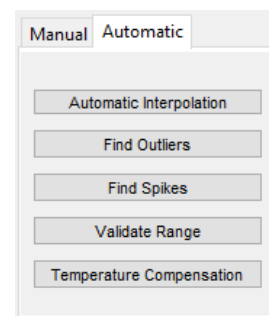 Manual Automatic
Automatic Interpolation
Find Outliers
Find Spikes
Validate Range
Temperature Compensation